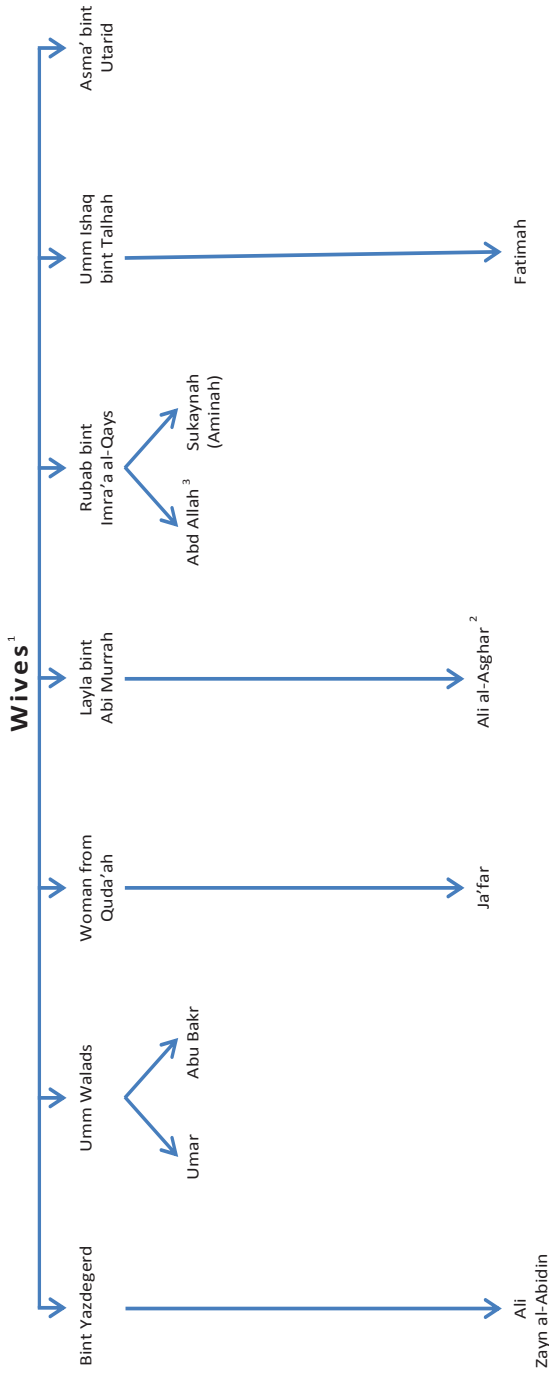 Wives 1
Bint Yazdegerd
Umm Walads
Woman from
Quda’ah
Layla bint
Abi Murrah
Rubab bint
Imra’a al-Qays
Umm Ishaq
bint Talhah
Asma’ bint
Utarid
Umar
Abu Bakr
Abd Allah 3
Sukaynah
(Aminah)
Ali
Zayn al-Abidin
Ja’far
Ali al-Asghar 2
Fatimah